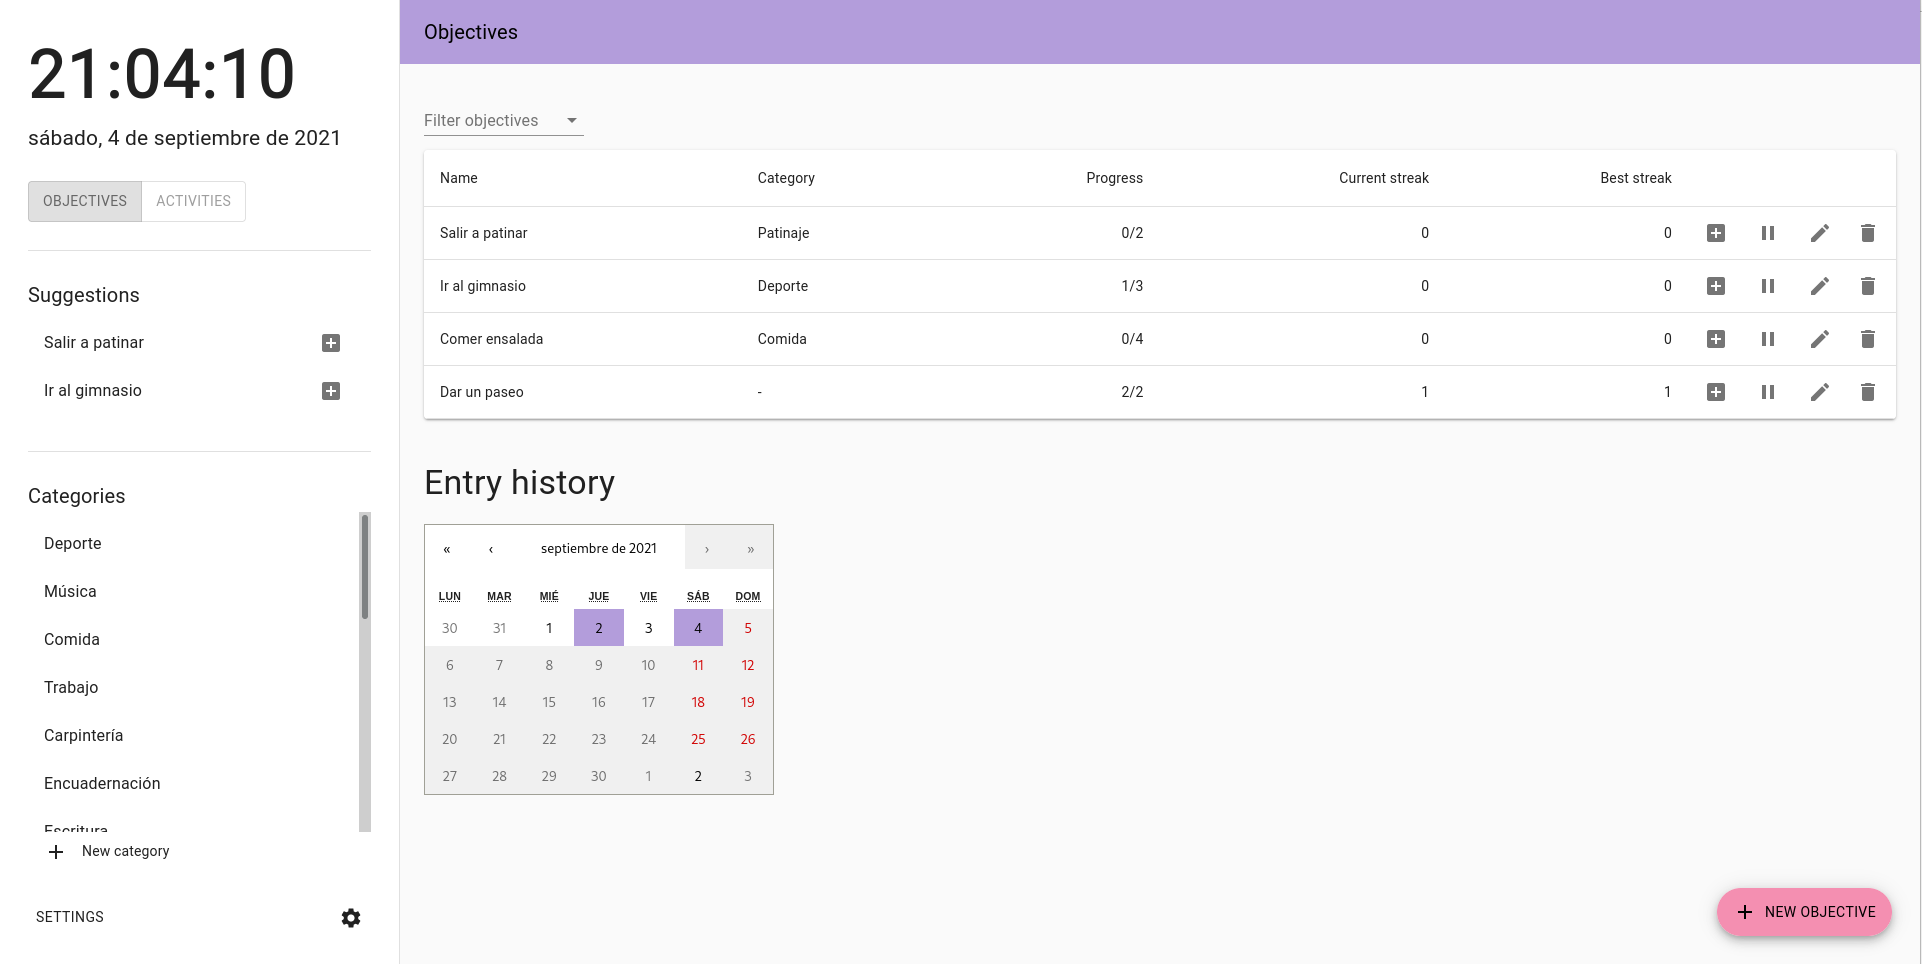 21:04:10
sábado, 4 de septiembre de 2021
OBJECTIVES ACTIVITIES
Suggestions
Salir a patinar
Ir al gimnasio
Categories
Deporte
Música
Comida
Trabajo
Carpintería
Encuadernación
Escritura
New category
SETTINGS
Objectives
Filter objectives
Name Category Progress Current streak Best streak
Salir a patinar Patinaje 0/2 0 0
Ir al gimnasio Deporte 1/3 0 0
Comer ensalada Comida 0/4 0 0
Dar un paseo - 2/2 1 1
Entry history
« ‹ septiembre de 2021 › »
LUN MAR MIÉ JUE VIE SÁB DOM
30 31 1 2 3 4 5
6 7 8 9 10 11 12
13 14 15 16 17 18 19
20 21 22 23 24 25 26
27 28 29 30 1 2 3
NEW OBJECTIVE